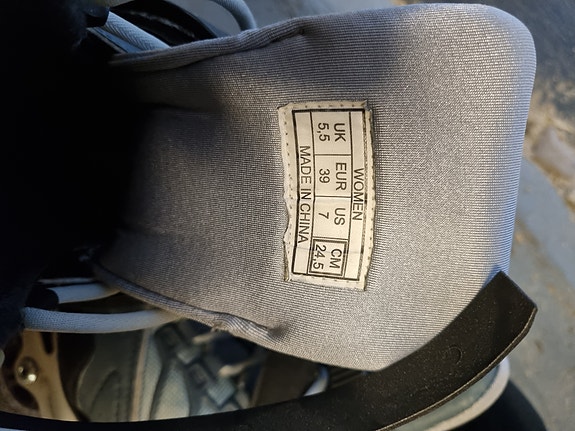 WOMEN
UK EUR US CM
5,5 39 7 24,5
MADE IN CHINA